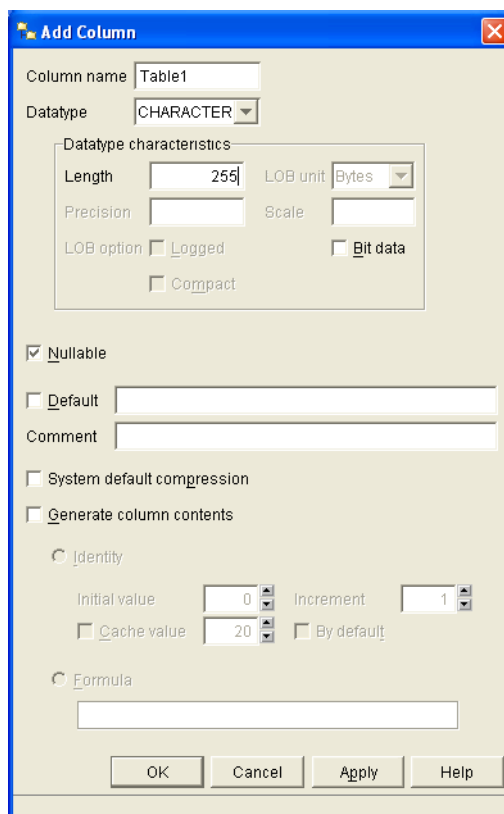 Add Column
Column name Table1
Datatype CHARACTER
Datatype characteristics
Length 255 LOB unit Bytes
Precision Scale
LOB option Logged Bit data
Compact
Nullable
Default
Comment
System default compression
Generate column contents
Identity
Initial value 0 Increment 1
Cache value 20 By default
Formula
OK Cancel Apply Help